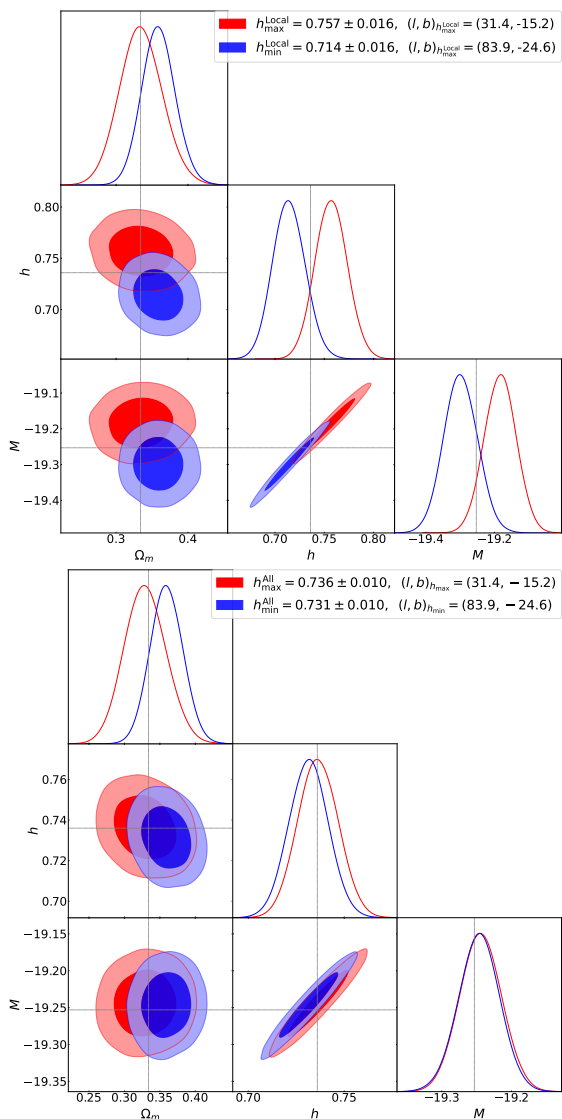 h_max^Local = 0.757 ± 0.016, (l, b)_{h_max^Local} = (31.4, -15.2)
h_min^Local = 0.714 ± 0.016, (l, b)_{h_max^Local} = (83.9, -24.6)
0.80
0.75
0.70
h
−19.1
−19.2
−19.3
−19.4
M
0.3 0.4
Ω_m
0.70 0.75 0.80
h
−19.4 −19.2
M
h_max^All = 0.736 ± 0.010, (l, b)_{h_max} = (31.4, − 15.2)
h_min^All = 0.731 ± 0.010, (l, b)_{h_min} = (83.9, − 24.6)
0.76
0.74
0.72
0.70
h
−19.15
−19.20
−19.25
−19.30
−19.35
M
0.25 0.30 0.35 0.40
Ω_m
0.70 0.75
h
−19.3 −19.2
M